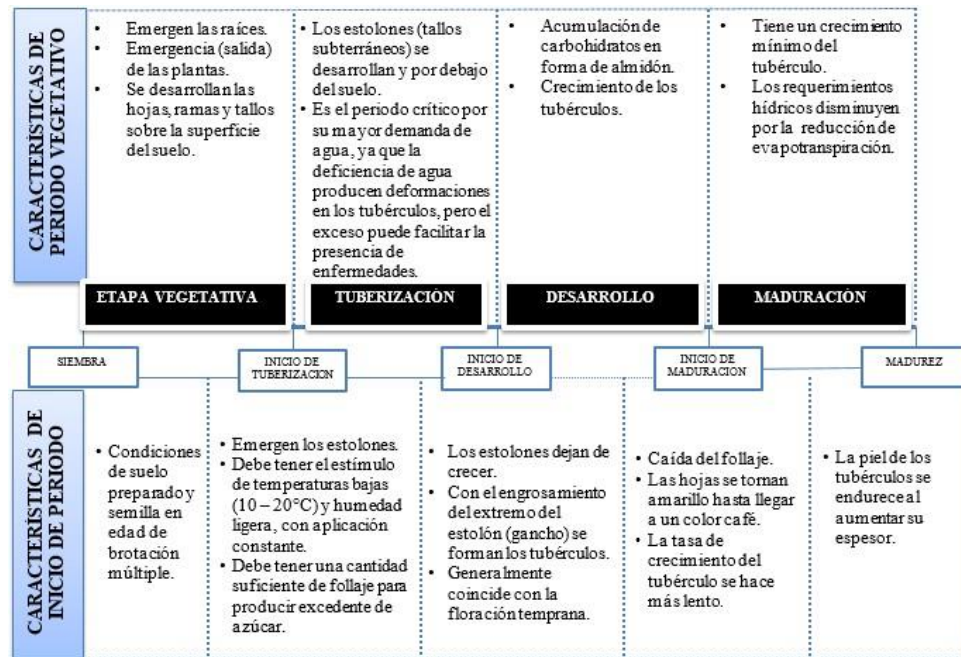 CARACTERÍSTICAS DE
PERIODO VEGETATIVO
• Emergen las raíces.
• Emergencia (salida)
de las plantas.
• Se desarrollan las
hojas, ramas y tallos
sobre la superficie
del suelo.
• Los estolones (tallos
subterráneos) se
desarrollan y por debajo
del suelo.
• Es el periodo crítico por
su mayor demanda de
agua, ya que la
deficiencia de agua
producen deformaciones
en los tubérculos, pero el
exceso puede facilitar la
presencia de
enfermedades.
• Acumulación de
carbohidratos en
forma de almidón.
• Crecimiento de los
tubérculos.
• Tiene un crecimiento
mínimo del
tubérculo.
• Los requerimientos
hídricos disminuyen
por la reducción de
evapotranspiración.
ETAPA VEGETATIVA
TUBERIZACIÓN
DESARROLLO
MADURACIÓN
SIEMBRA
INICIO DE
TUBERIZACION
INICIO DE
DESARROLLO
INICIO DE
MADURACION
MADUREZ
CARACTERÍSTICAS DE
INICIO DE PERIODO
• Condiciones
de suelo
preparado y
semilla en
edad de
brotación
múltiple.
• Emergen los estolones.
• Debe tener el estímulo
de temperaturas bajas
(10 – 20°C) y humedad
ligera, con aplicación
constante.
• Debe tener una cantidad
suficiente de follaje para
producir excedente de
azúcar.
• Los estolones dejan de
crecer.
• Con el engrosamiento del
extremo del
estolón (gancho) se
forman los tubérculos.
• Generalmente
coincide con la
floración temprana.
• Caída del follaje.
• Las hojas se tornan
amarillo hasta llegar
a un color café.
• La tasa de
crecimiento del
tubérculo se hace
más lento.
• La piel de los
tubérculos se
endurece al
aumentar su
espesor.